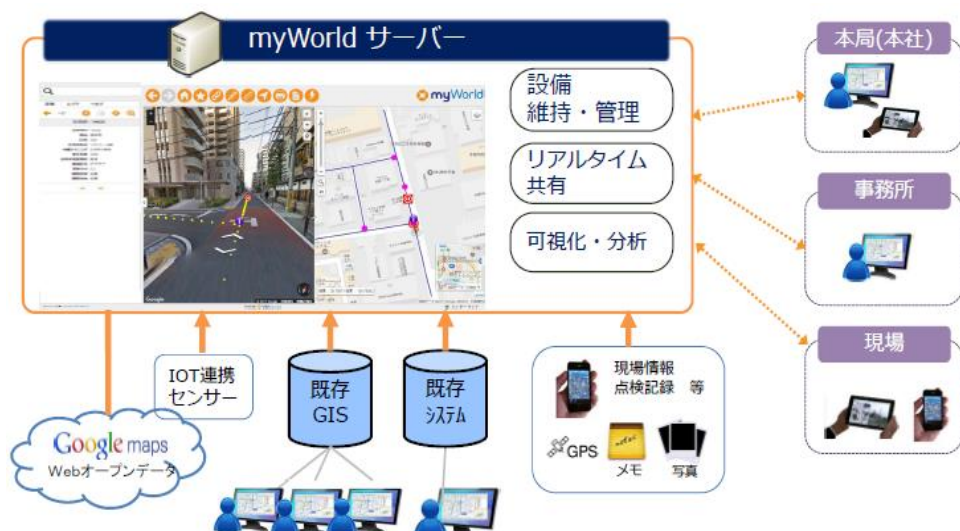 myWorld サーバー
myWorld
設備
維持・管理
リアルタイム
共有
可視化・分析
Google
本局(本社)
事務所
現場
IOT連携
センサー
既存
GIS
既存
システム
現場情報
点検記録　等
GPS
メモ
写真
Google maps
Webオープンデータ